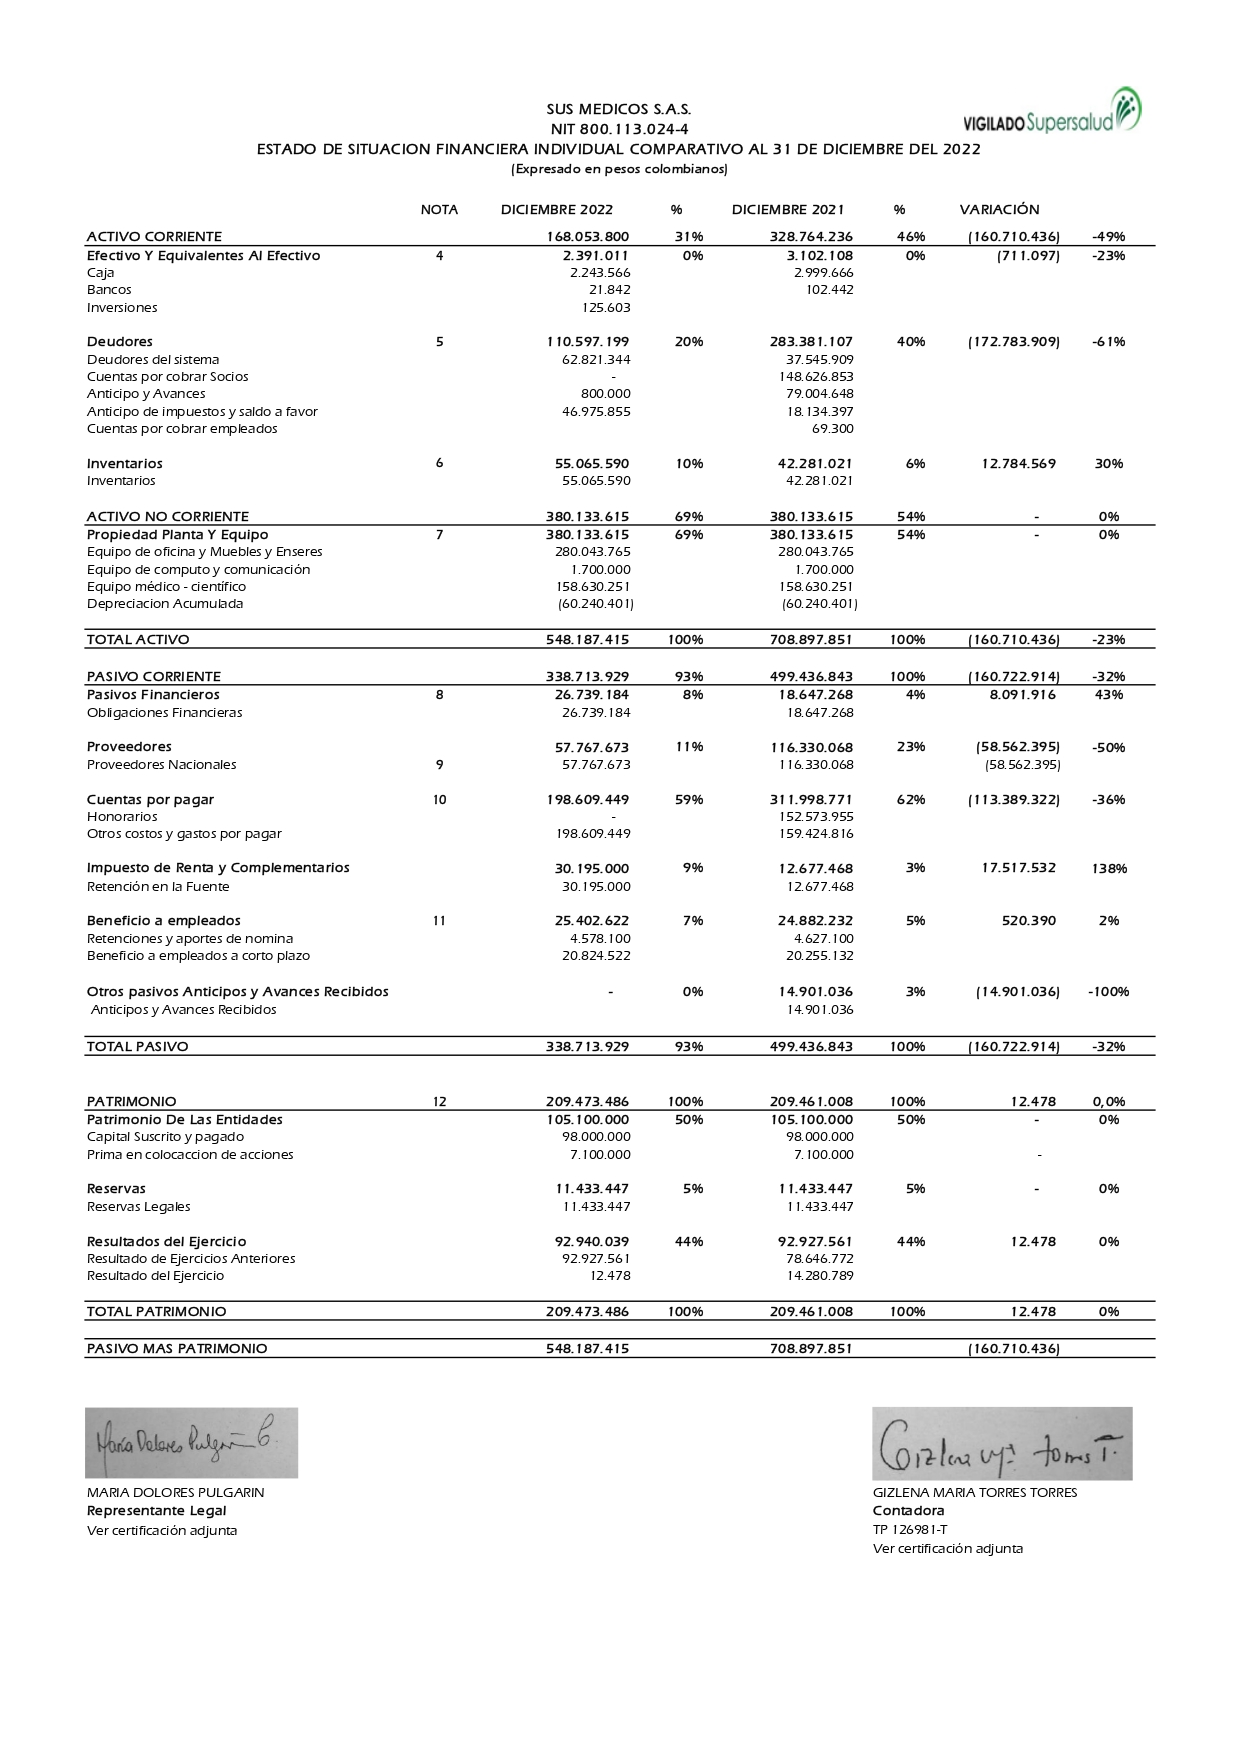 SUS MEDICOS S.A.S.
NIT 800.113.024-4
VIGILADO Supersalud
ESTADO DE SITUACION FINANCIERA INDIVIDUAL COMPARATIVO AL 31 DE DICIEMBRE DEL 2022
(Expresado en pesos colombianos)
NOTA DICIEMBRE 2022 % DICIEMBRE 2021 % VARIACIÓN
ACTIVO CORRIENTE 168.053.800 31% 328.764.236 46% (160.710.436) -49%
Efectivo Y Equivalentes Al Efectivo 4 2.391.011 0% 3.102.108 0% (711.097) -23%
Caja 2.243.566 2.999.666
Bancos 21.842 102.442
Inversiones 125.603
Deudores 5 110.597.199 20% 283.381.107 40% (172.783.909) -61%
Deudores del sistema 62.821.344 37.545.909
Cuentas por cobrar Socios - 148.626.853
Anticipo y Avances 800.000 79.004.648
Anticipo de impuestos y saldo a favor 46.975.855 18.134.397
Cuentas por cobrar empleados 69.300
Inventarios 6 55.065.590 10% 42.281.021 6% 12.784.569 30%
Inventarios 55.065.590 42.281.021
ACTIVO NO CORRIENTE 380.133.615 69% 380.133.615 54% - 0%
Propiedad Planta Y Equipo 7 380.133.615 69% 380.133.615 54% - 0%
Equipo de oficina y Muebles y Enseres 280.043.765 280.043.765
Equipo de computo y comunicación 1.700.000 1.700.000
Equipo médico - científico 158.630.251 158.630.251
Depreciacion Acumulada (60.240.401) (60.240.401)
TOTAL ACTIVO 548.187.415 100% 708.897.851 100% (160.710.436) -23%
PASIVO CORRIENTE 338.713.929 93% 499.436.843 100% (160.722.914) -32%
Pasivos Financieros 8 26.739.184 8% 18.647.268 4% 8.091.916 43%
Obligaciones Financieras 26.739.184 18.647.268
Proveedores 57.767.673 11% 116.330.068 23% (58.562.395) -50%
Proveedores Nacionales 9 57.767.673 116.330.068 (58.562.395)
Cuentas por pagar 10 198.609.449 59% 311.998.771 62% (113.389.322) -36%
Honorarios - 152.573.955
Otros costos y gastos por pagar 198.609.449 159.424.816
Impuesto de Renta y Complementarios 30.195.000 9% 12.677.468 3% 17.517.532 138%
Retención en la Fuente 30.195.000 12.677.468
Beneficio a empleados 11 25.402.622 7% 24.882.232 5% 520.390 2%
Retenciones y aportes de nomina 4.578.100 4.627.100
Beneficio a empleados a corto plazo 20.824.522 20.255.132
Otros pasivos Anticipos y Avances Recibidos - 0% 14.901.036 3% (14.901.036) -100%
Anticipos y Avances Recibidos 14.901.036
TOTAL PASIVO 338.713.929 93% 499.436.843 100% (160.722.914) -32%
PATRIMONIO 12 209.473.486 100% 209.461.008 100% 12.478 0,0%
Patrimonio De Las Entidades 105.100.000 50% 105.100.000 50% - 0%
Capital Suscrito y pagado 98.000.000 98.000.000
Prima en colocaccion de acciones 7.100.000 7.100.000 -
Reservas 11.433.447 5% 11.433.447 5% - 0%
Reservas Legales 11.433.447 11.433.447
Resultados del Ejercicio 92.940.039 44% 92.927.561 44% 12.478 0%
Resultado de Ejercicios Anteriores 92.927.561 78.646.772
Resultado del Ejercicio 12.478 14.280.789
TOTAL PATRIMONIO 209.473.486 100% 209.461.008 100% 12.478 0%
PASIVO MAS PATRIMONIO 548.187.415 708.897.851 (160.710.436)
María Dolores Pulgarin C.
Gizlena Mª Torres T.
MARIA DOLORES PULGARIN
Representante Legal
Ver certificación adjunta
GIZLENA MARIA TORRES TORRES
Contadora
TP 126981-T
Ver certificación adjunta